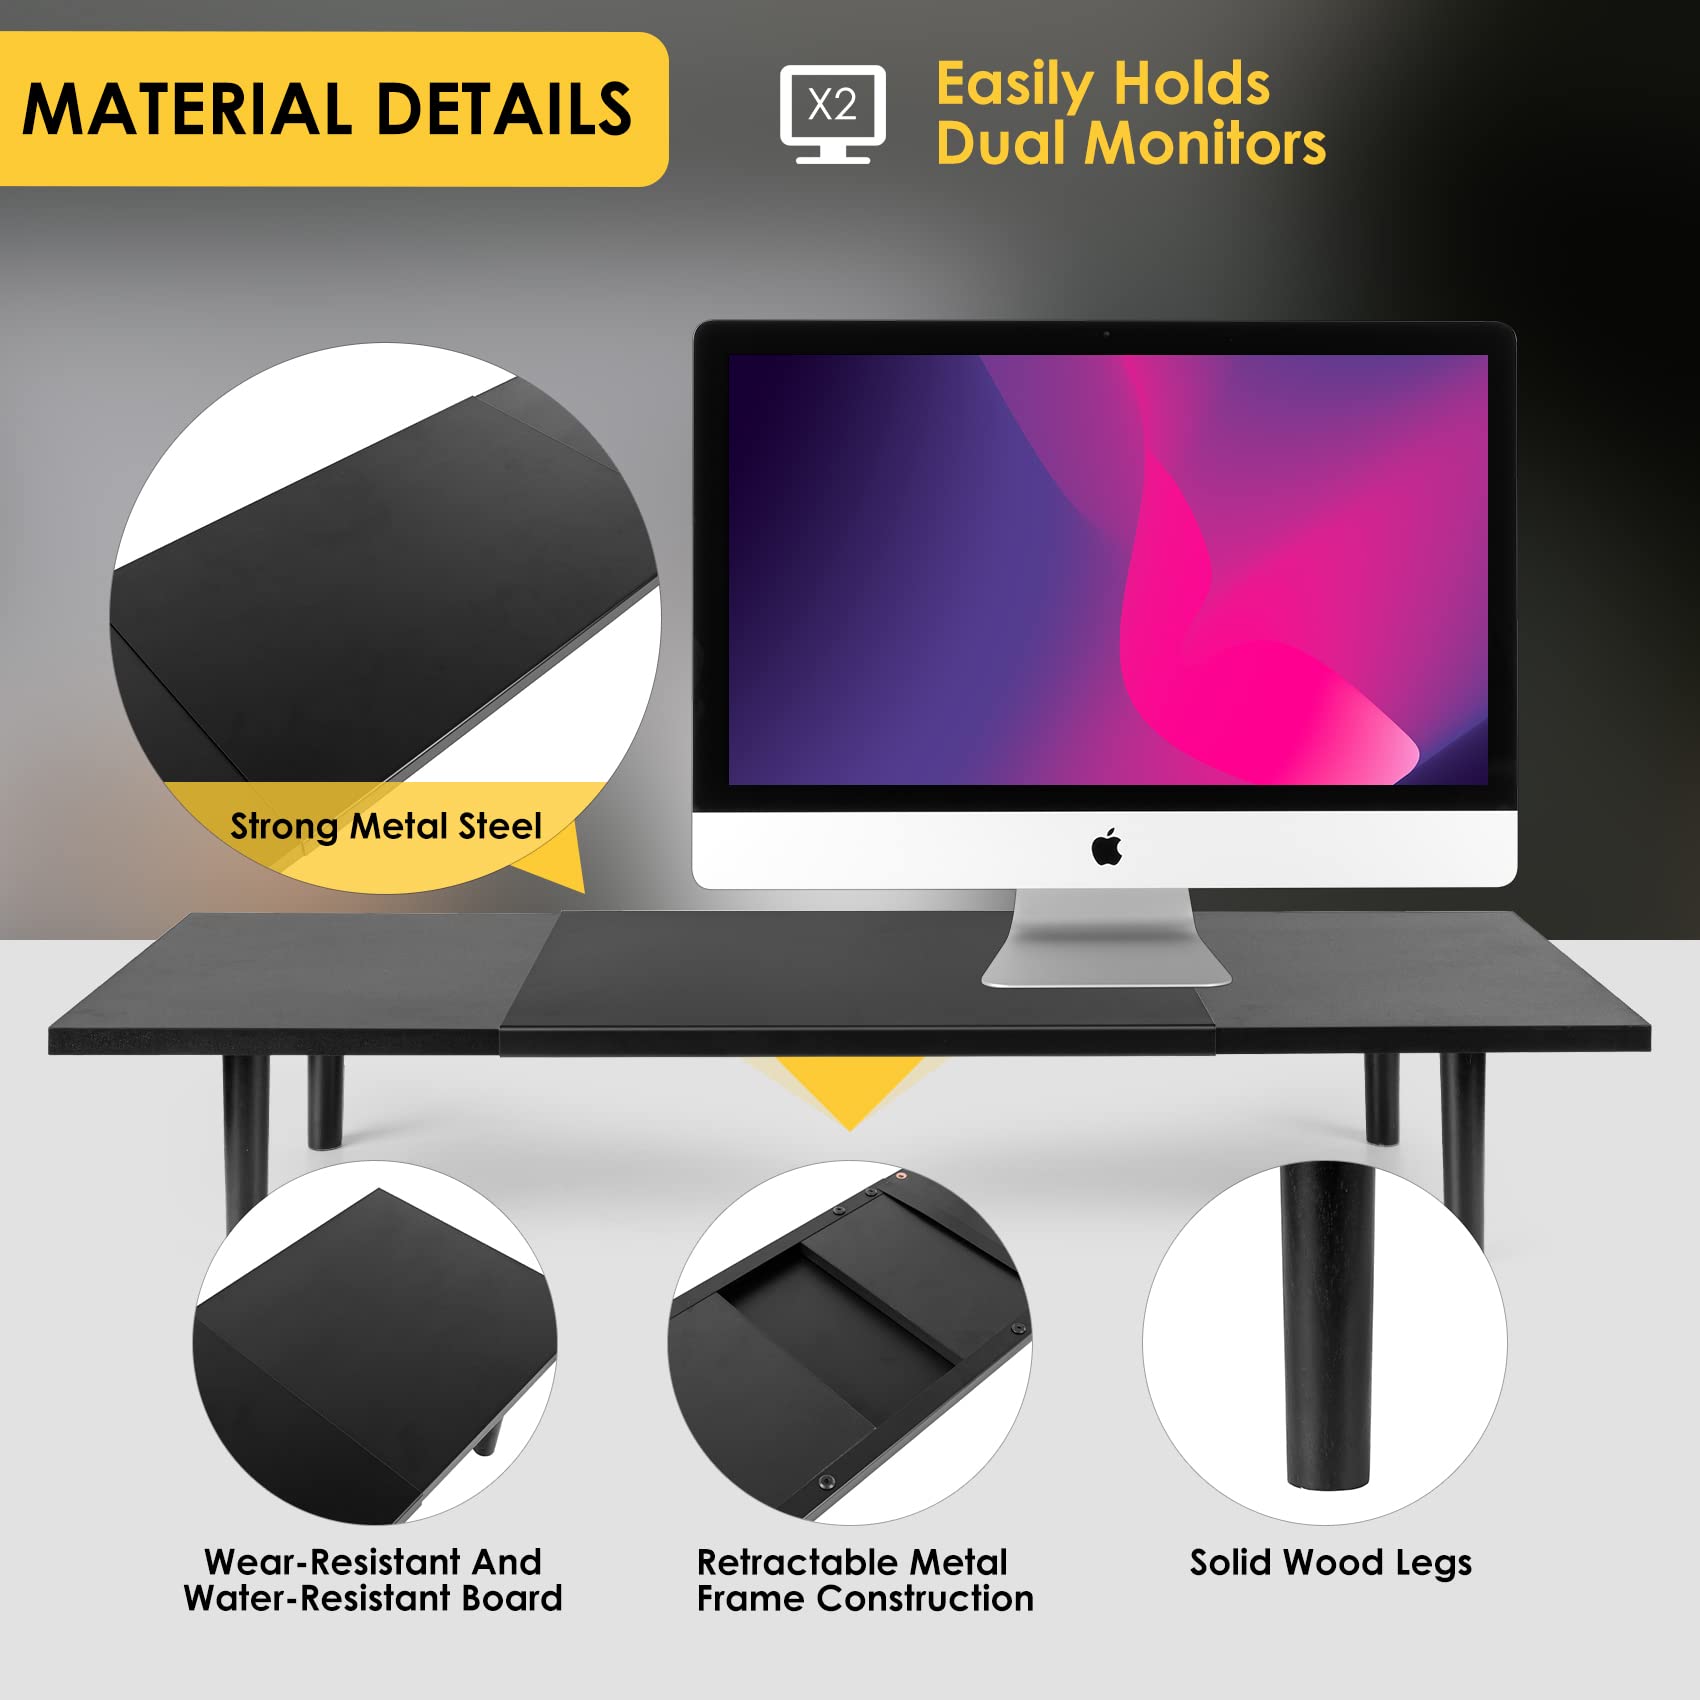 MATERIAL DETAILS
X2
Easily Holds
Dual Monitors
Strong Metal Steel
Wear-Resistant And
Water-Resistant Board
Retractable Metal
Frame Construction
Solid Wood Legs